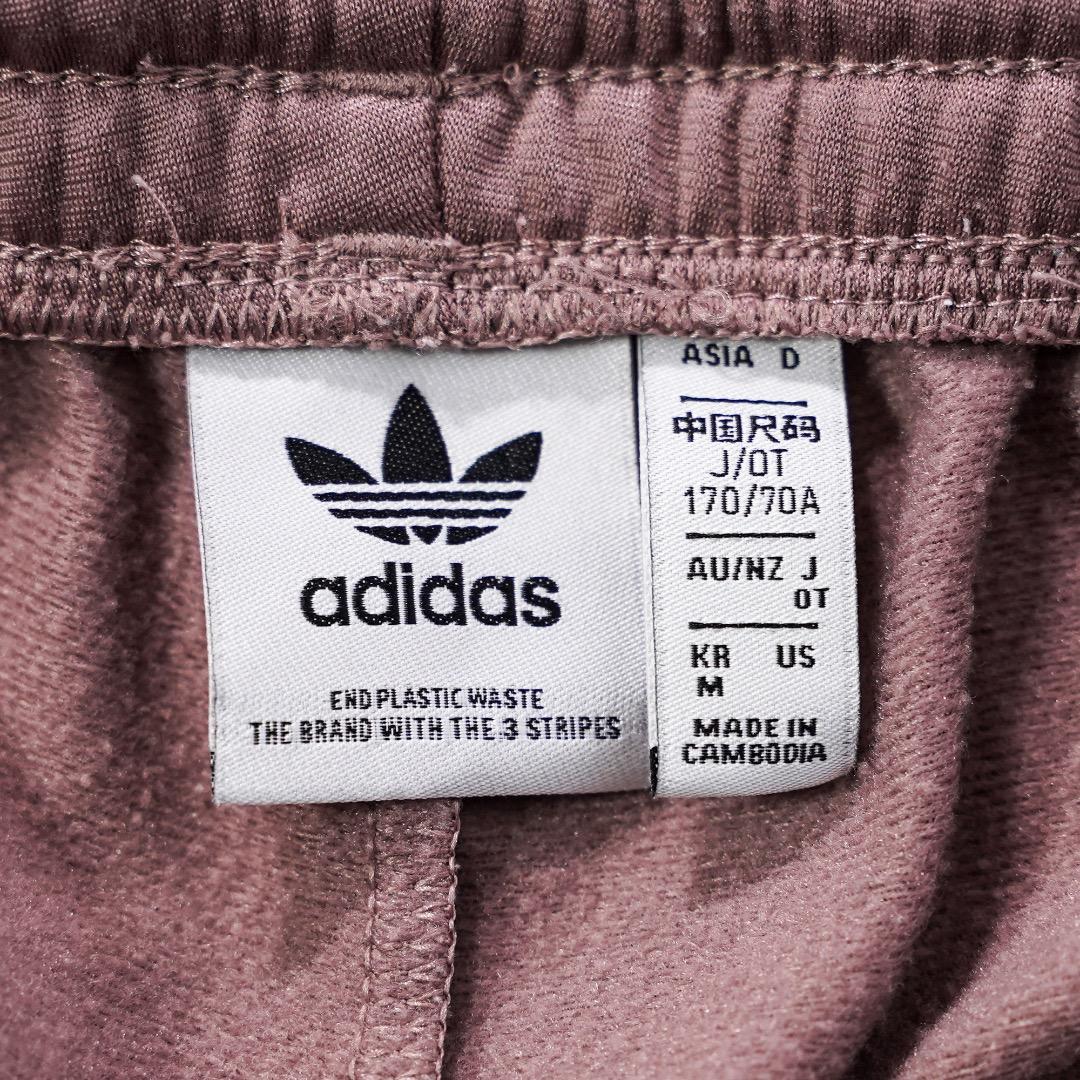 adidas
END PLASTIC WASTE
THE BRAND WITH THE 3 STRIPES
ASIA D
中国尺码
J/OT
170/70A
AU/NZ J
OT
KR US
M
MADE IN
CAMBODIA